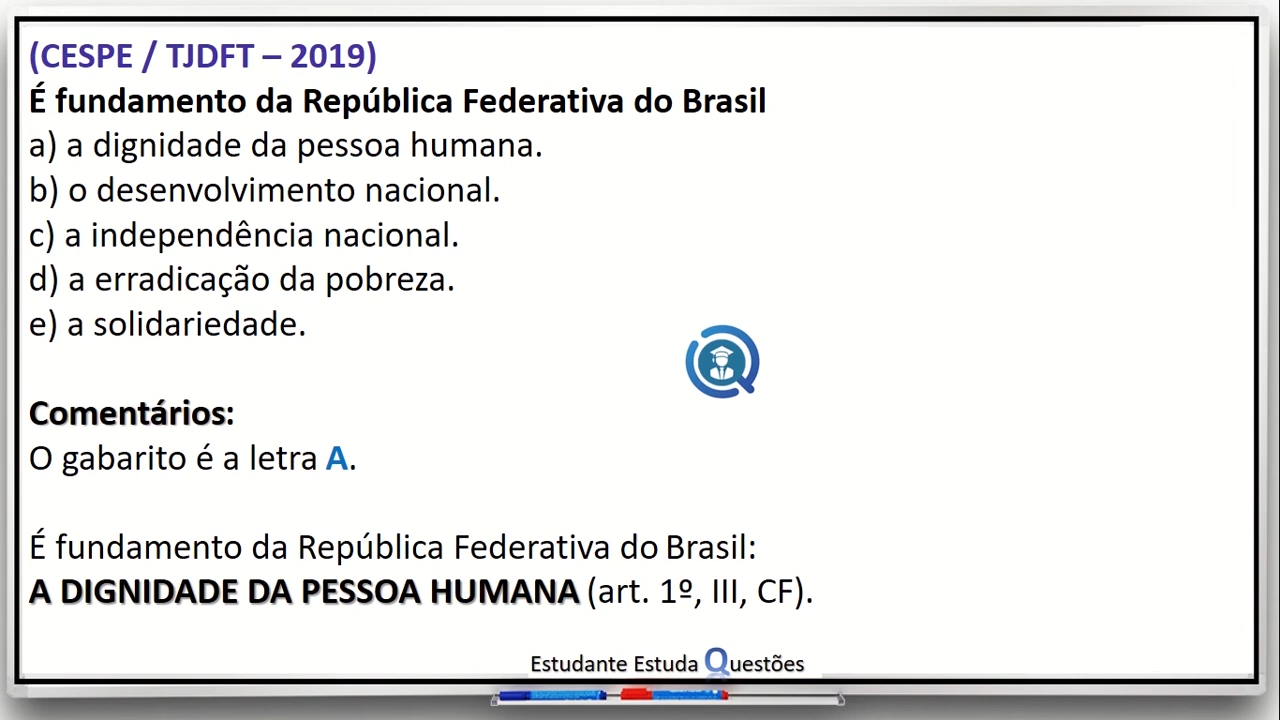 (CESPE / TJDFT – 2019)
É fundamento da República Federativa do Brasil
a) a dignidade da pessoa humana.
b) o desenvolvimento nacional.
c) a independência nacional.
d) a erradicação da pobreza.
e) a solidariedade.
Comentários:
O gabarito é a letra A.
É fundamento da República Federativa do Brasil:
A DIGNIDADE DA PESSOA HUMANA (art. 1º, III, CF).
Estudante Estuda Questões